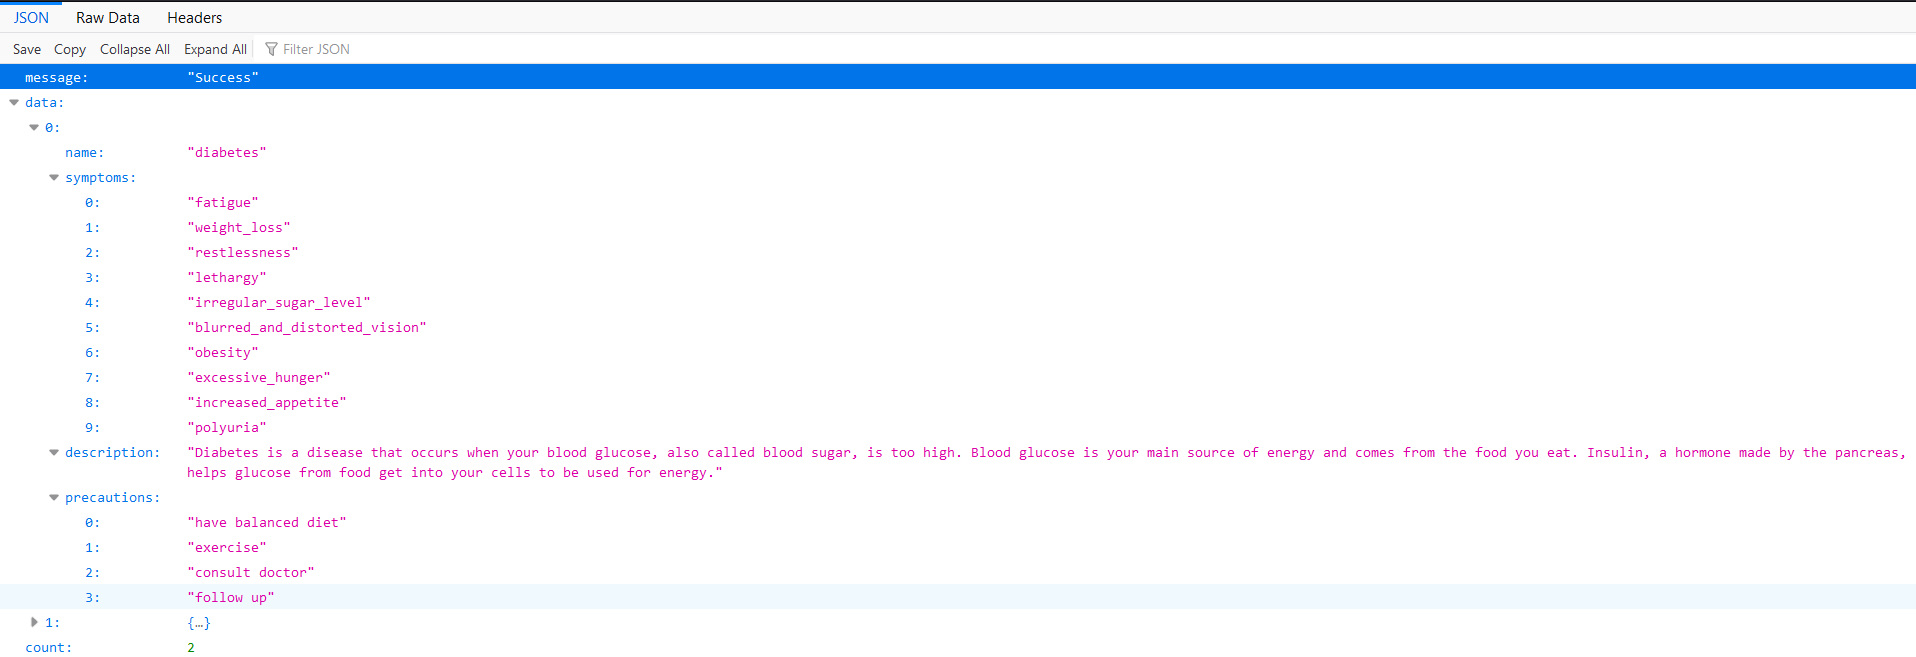 JSON Raw Data Headers
Save Copy Collapse All Expand All Filter JSON
message: "Success"
data:
0:
name: "diabetes"
symptoms:
0: "fatigue"
1: "weight_loss"
2: "restlessness"
3: "lethargy"
4: "irregular_sugar_level"
5: "blurred_and_distorted_vision"
6: "obesity"
7: "excessive_hunger"
8: "increased_appetite"
9: "polyuria"
description: "Diabetes is a disease that occurs when your blood glucose, also called blood sugar, is too high. Blood glucose is your main source of energy and comes from the food you eat. Insulin, a hormone made by the pancreas,
helps glucose from food get into your cells to be used for energy."
precautions:
0: "have balanced diet"
1: "exercise"
2: "consult doctor"
3: "follow up"
1: {…}
count: 2